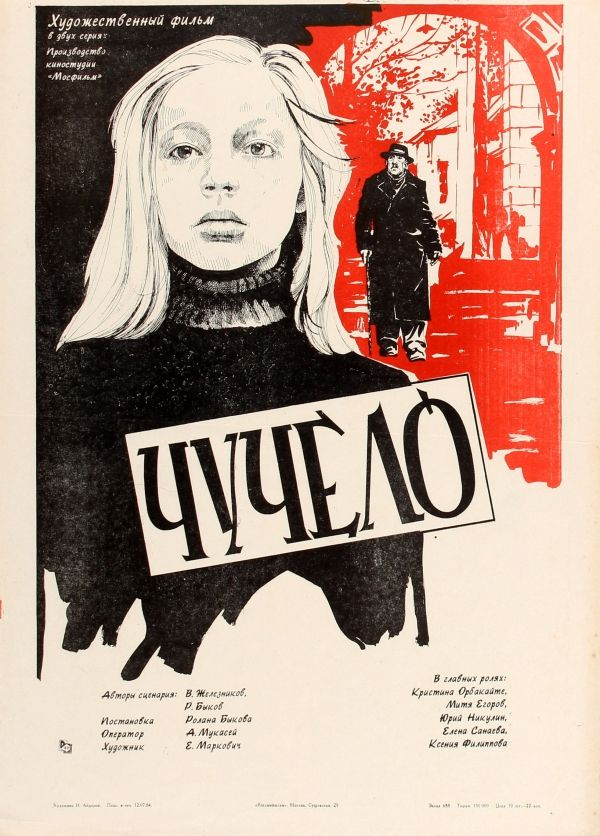 Художественный фильм
в двух сериях
Производство
киностудии
«Мосфильм»
ЧУЧЕЛО
Авторы сценария: В. Железников,
Р. Быков
Постановка Ролана Быкова
Оператор А. Мукасей
Художник Е. Маркович
В главных ролях:
Кристина Орбакайте,
Митя Егоров,
Юрий Никулин,
Елена Санаева,
Ксения Филиппова